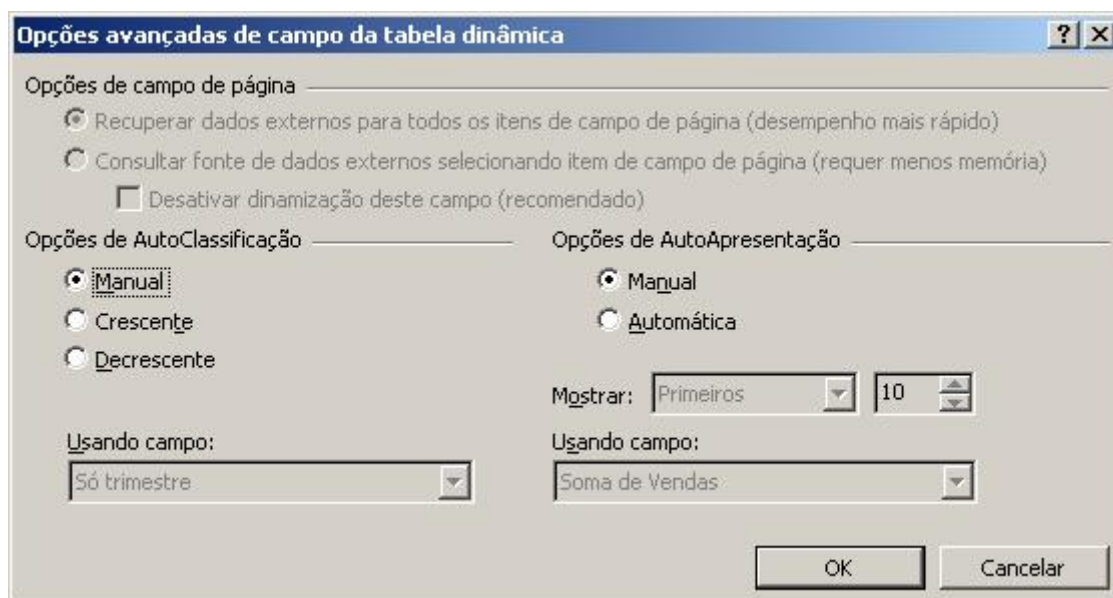 Opções avançadas de campo da tabela dinâmica
Opções de campo de página
Recuperar dados externos para todos os itens de campo de página (desempenho mais rápido)
Consultar fonte de dados externos selecionando item de campo de página (requer menos memória)
Desativar dinamização deste campo (recomendado)
Opções de AutoClassificação
Manual
Crescente
Decrescente
Usando campo:
Só trimestre
Opções de AutoApresentação
Manual
Automática
Mostrar: Primeiros 10
Usando campo:
Soma de Vendas
OK Cancelar